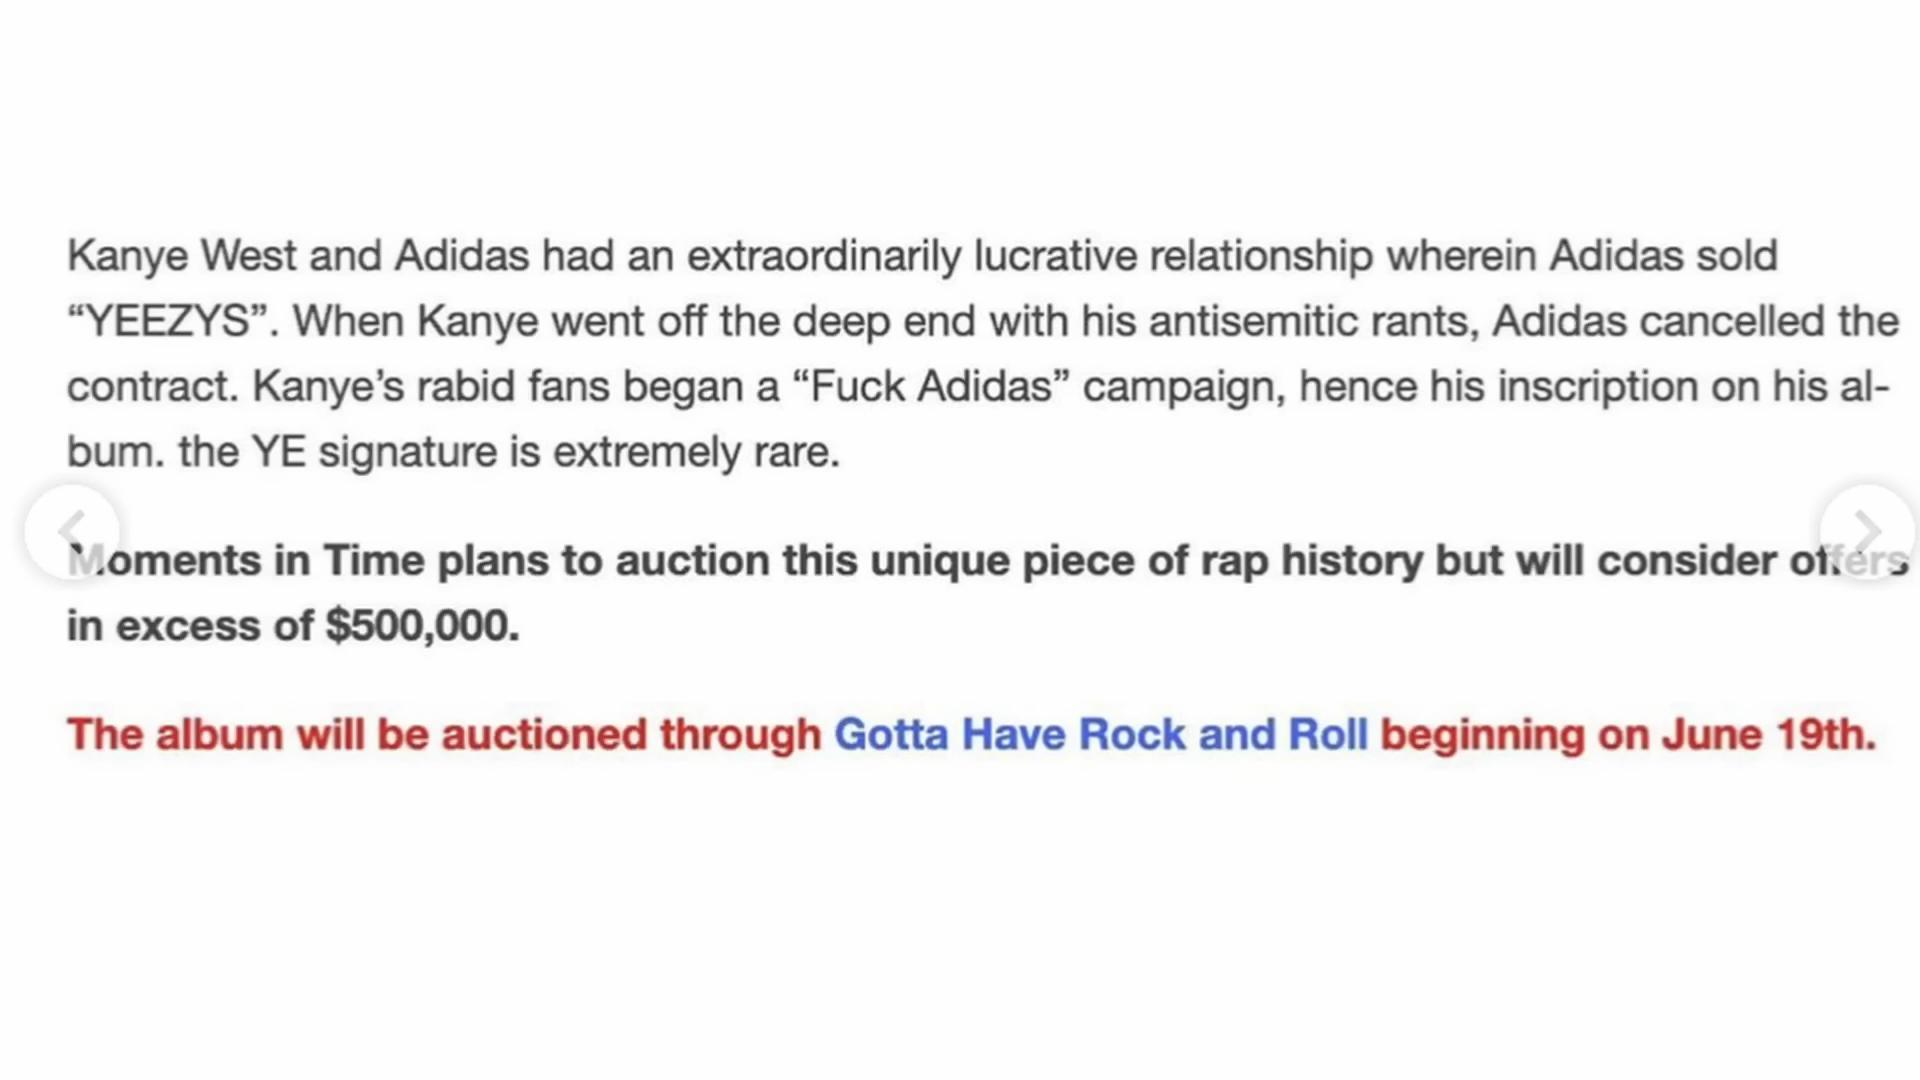 Kanye West and Adidas had an extraordinarily lucrative relationship wherein Adidas sold
“YEEZYS”. When Kanye went off the deep end with his antisemitic rants, Adidas cancelled the
contract. Kanye’s rabid fans began a “Fuck Adidas” campaign, hence his inscription on his al-
bum. the YE signature is extremely rare.
Moments in Time plans to auction this unique piece of rap history but will consider offers
in excess of $500,000.
The album will be auctioned through Gotta Have Rock and Roll beginning on June 19th.